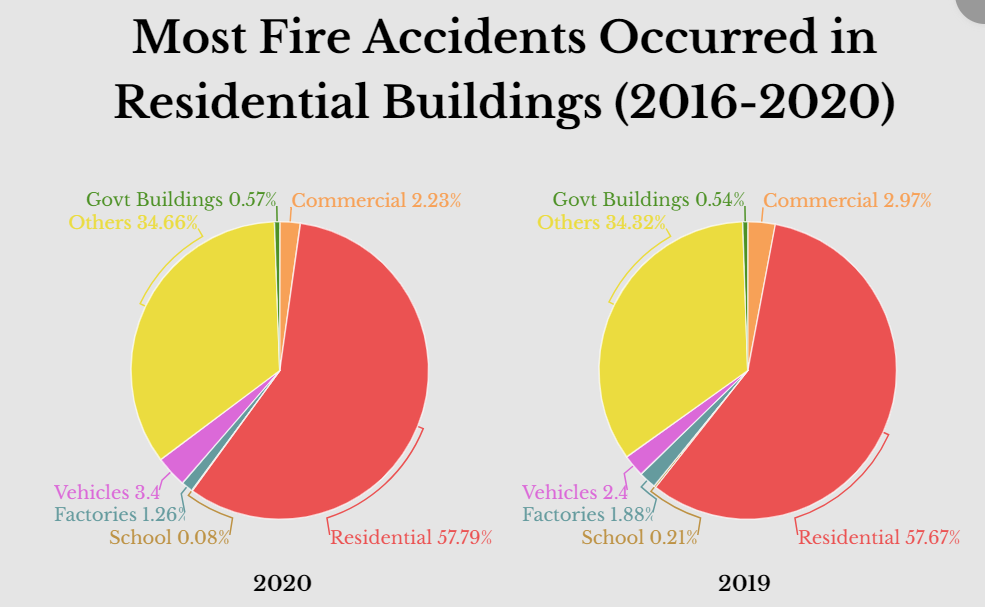 Most Fire Accidents Occurred in
Residential Buildings (2016-2020)
Govt Buildings 0.57%
Commercial 2.23%
Others 34.66%
Vehicles 3.4
Factories 1.26%
School 0.08%
Residential 57.79%
2020
Govt Buildings 0.54%
Commercial 2.97%
Others 34.32%
Vehicles 2.4
Factories 1.88%
School 0.21%
Residential 57.67%
2019